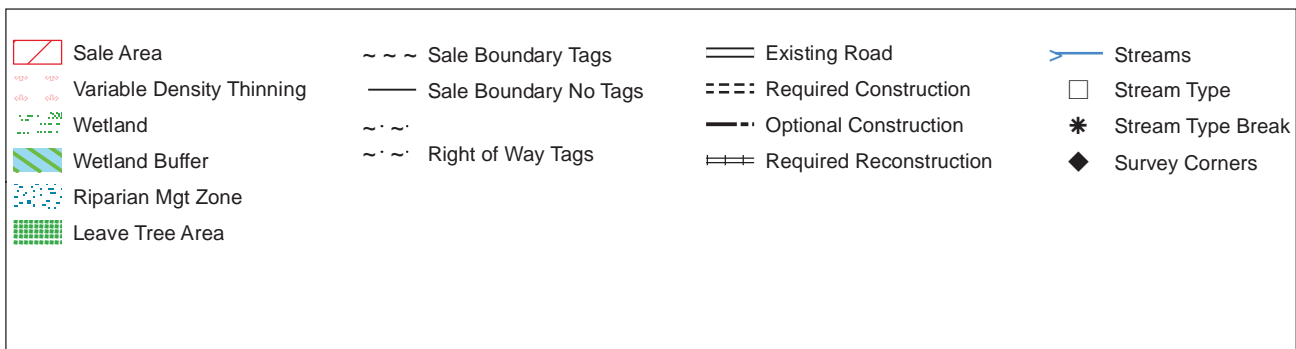 Sale Area
Variable Density Thinning
Wetland
Wetland Buffer
Riparian Mgt Zone
Leave Tree Area
Sale Boundary Tags
Sale Boundary No Tags
Right of Way Tags
Existing Road
Required Construction
Optional Construction
Required Reconstruction
Streams
Stream Type
Stream Type Break
Survey Corners